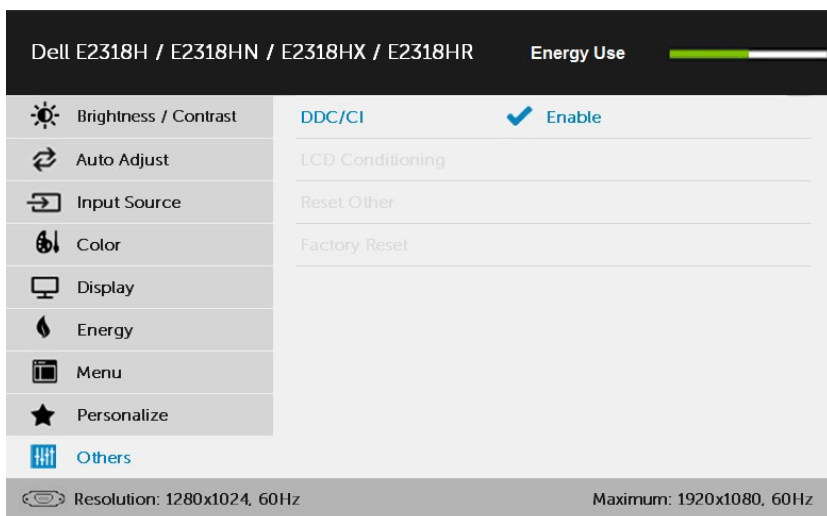 Dell E2318H / E2318HN / E2318HX / E2318HR Energy Use
Brightness / Contrast DDC/CI Enable
Auto Adjust LCD Conditioning
Input Source Reset Other
Color Factory Reset
Display
Energy
Menu
Personalize
Others
Resolution: 1280x1024, 60Hz Maximum: 1920x1080, 60Hz